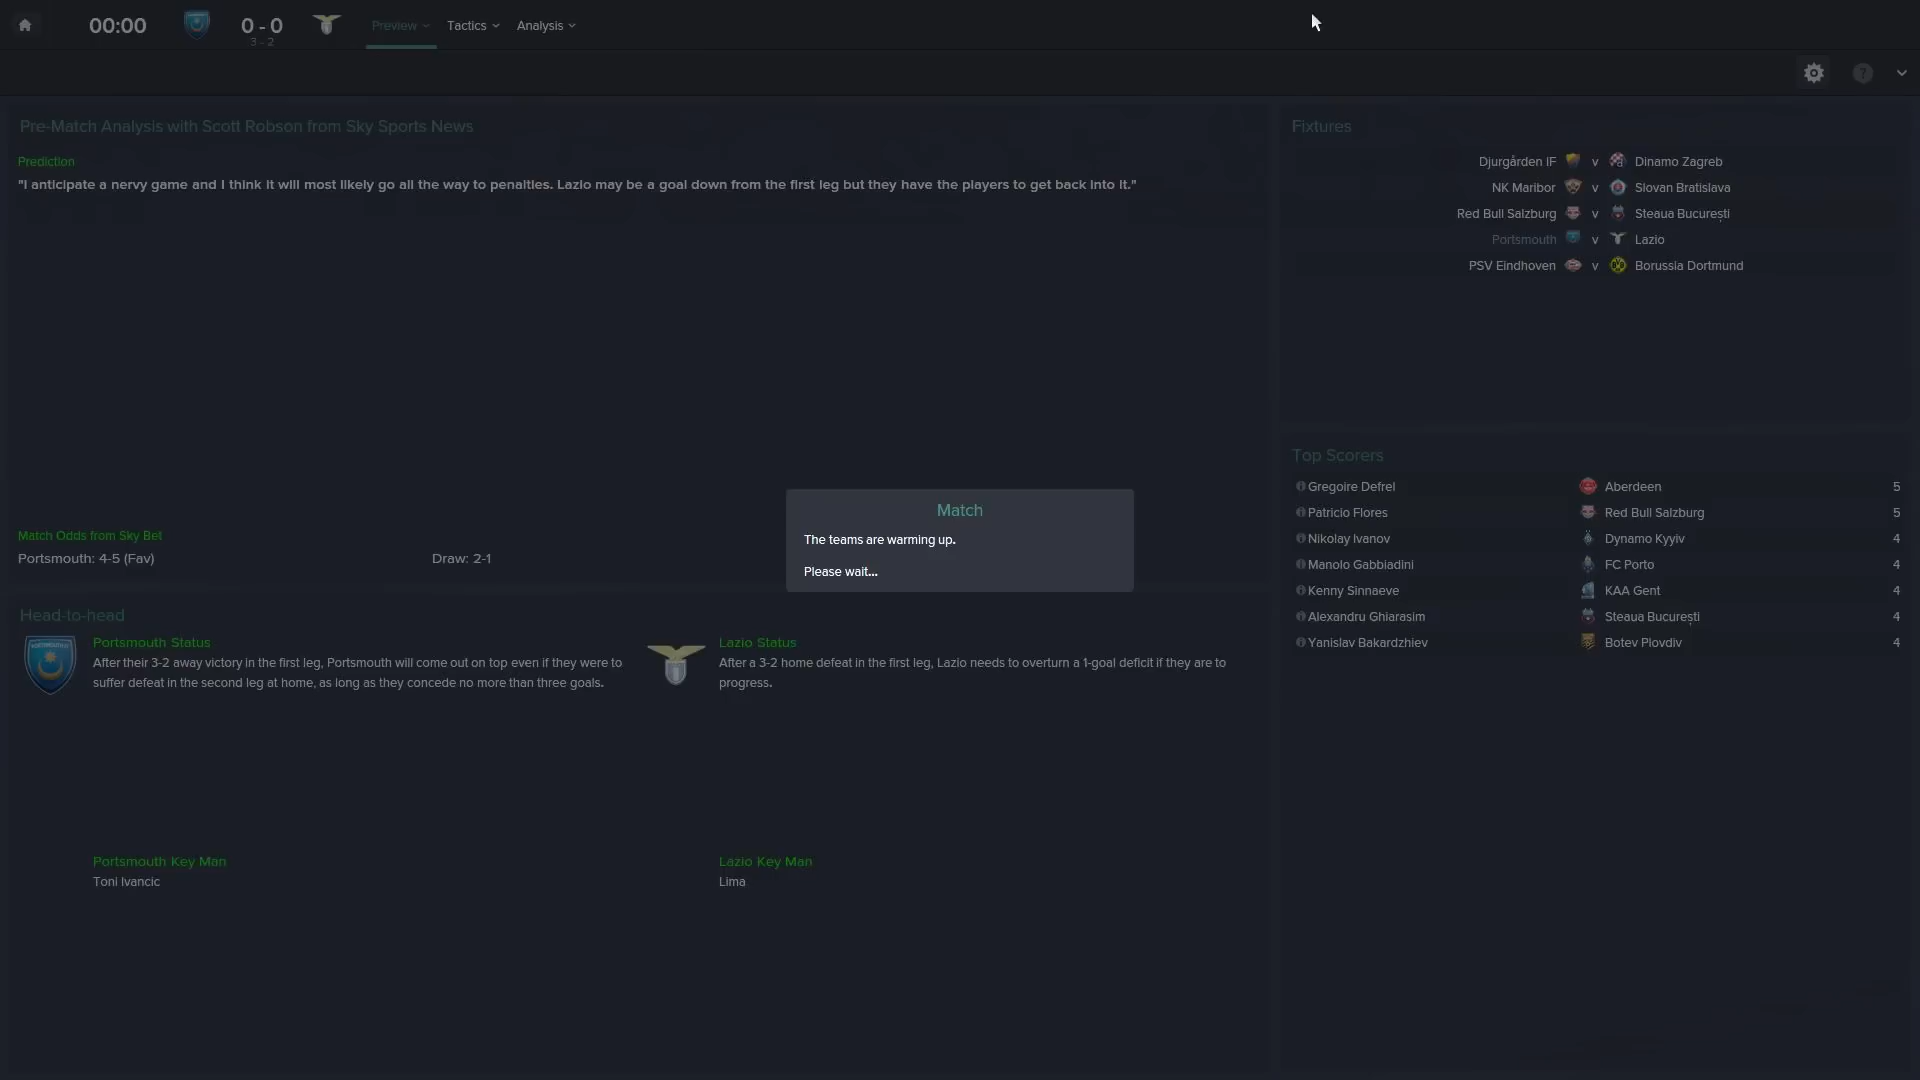 00:00
0 - 0
3 - 2
Preview
Tactics
Analysis
Pre-Match Analysis with Scott Robson from Sky Sports News
Prediction
"I anticipate a nervy game and I think it will most likely go all the way to penalties. Lazio may be a goal down from the first leg but they have the players to get back into it."
Match Odds from Sky Bet
Portsmouth: 4-5 (Fav)
Draw: 2-1
Match
The teams are warming up.
Please wait...
Head-to-head
Portsmouth Status
After their 3-2 away victory in the first leg, Portsmouth will come out on top even if they were to
suffer defeat in the second leg at home, as long as they concede no more than three goals.
Lazio Status
After a 3-2 home defeat in the first leg, Lazio needs to overturn a 1-goal deficit if they are to
progress.
Portsmouth Key Man
Toni Ivancic
Lazio Key Man
Lima
Fixtures
Djurgården IF v Dinamo Zagreb
NK Maribor v Slovan Bratislava
Red Bull Salzburg v Steaua București
Portsmouth v Lazio
PSV Eindhoven v Borussia Dortmund
Top Scorers
Gregoire Defrel Aberdeen 5
Patricio Flores Red Bull Salzburg 5
Nikolay Ivanov Dynamo Kyyiv 4
Manolo Gabbiadini FC Porto 4
Kenny Sinnaeve KAA Gent 4
Alexandru Ghiarasim Steaua București 4
Yanislav Bakardzhiev Botev Plovdiv 4